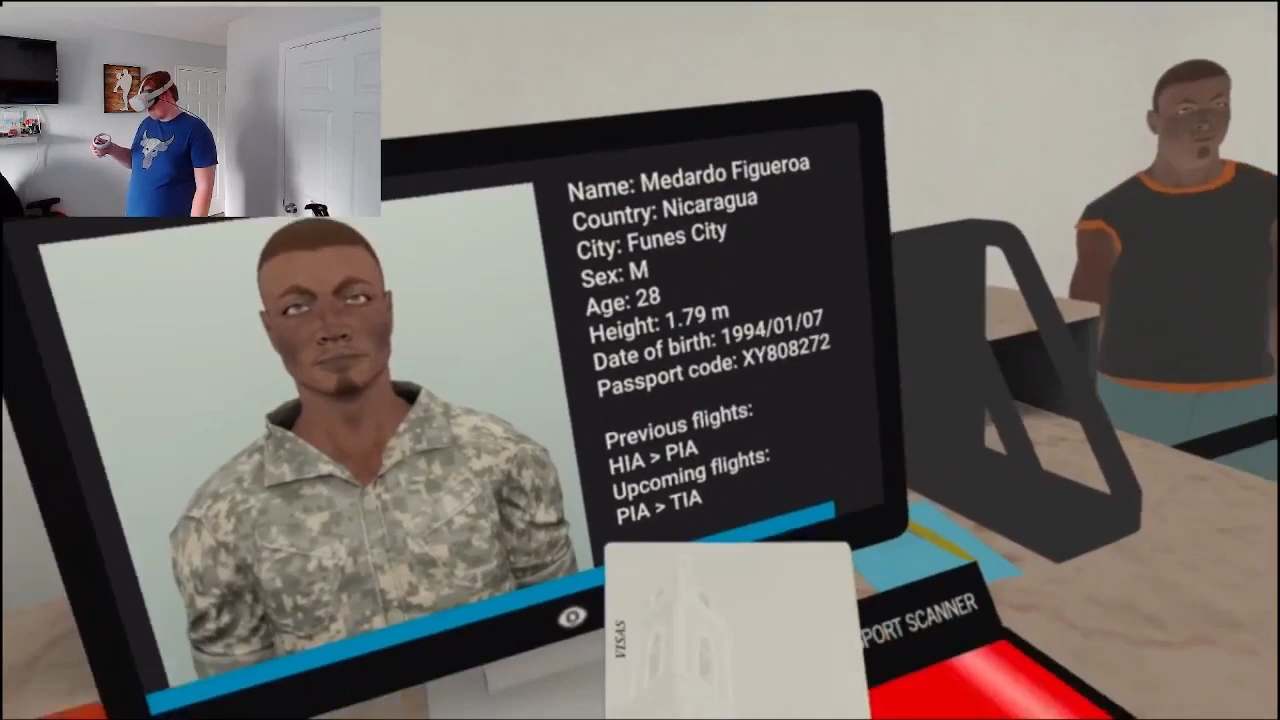 Name: Medardo Figueroa
Country: Nicaragua
City: Funes City
Sex: M
Age: 28
Height: 1.79 m
Date of birth: 1994/01/07
Passport code: XY808272
Previous flights:
HIA > PIA
Upcoming flights:
PIA > TIA
VISAS
PORT SCANNER